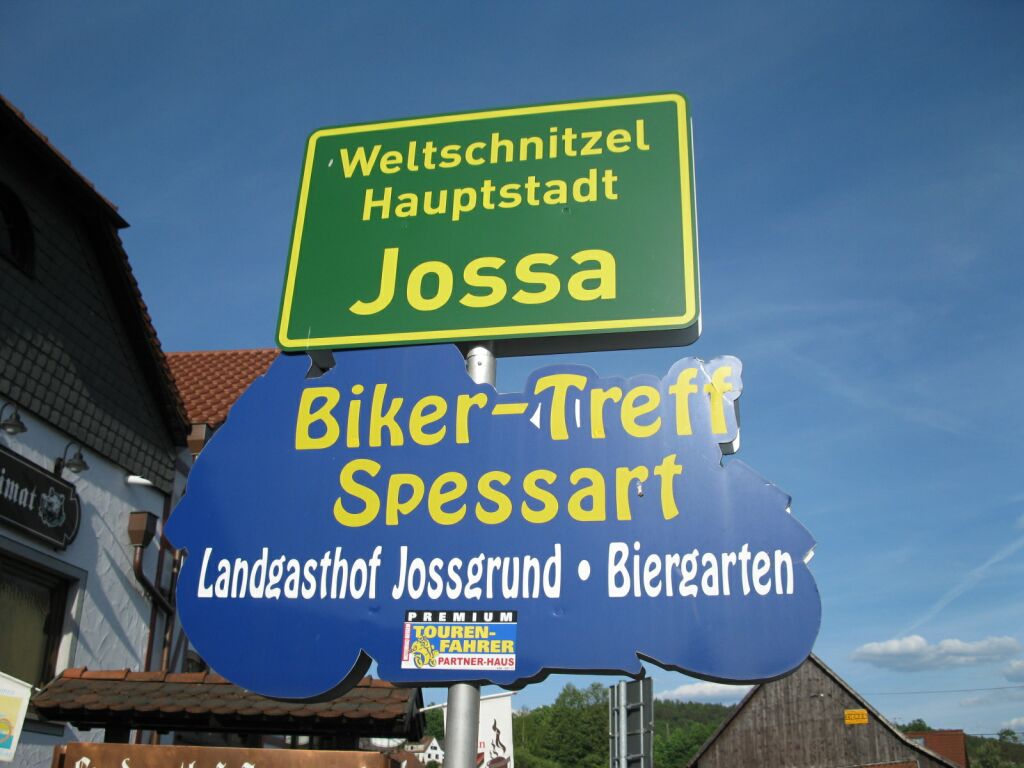 Weltschnitzel
Hauptstadt
Jossa
Biker-Treff
Spessart
Landgasthof Jossgrund • Biergarten
PREMIUM
TOUREN-
FAHRER
PARTNER-HAUS